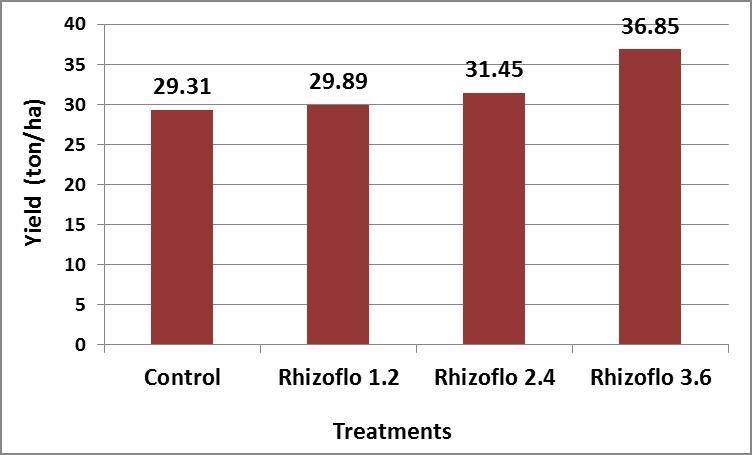 40
35
30
25
20
15
10
5
0
Yield (ton/ha)
29.31
29.89
31.45
36.85
Control
Rhizoflo 1.2
Rhizoflo 2.4
Rhizoflo 3.6
Treatments